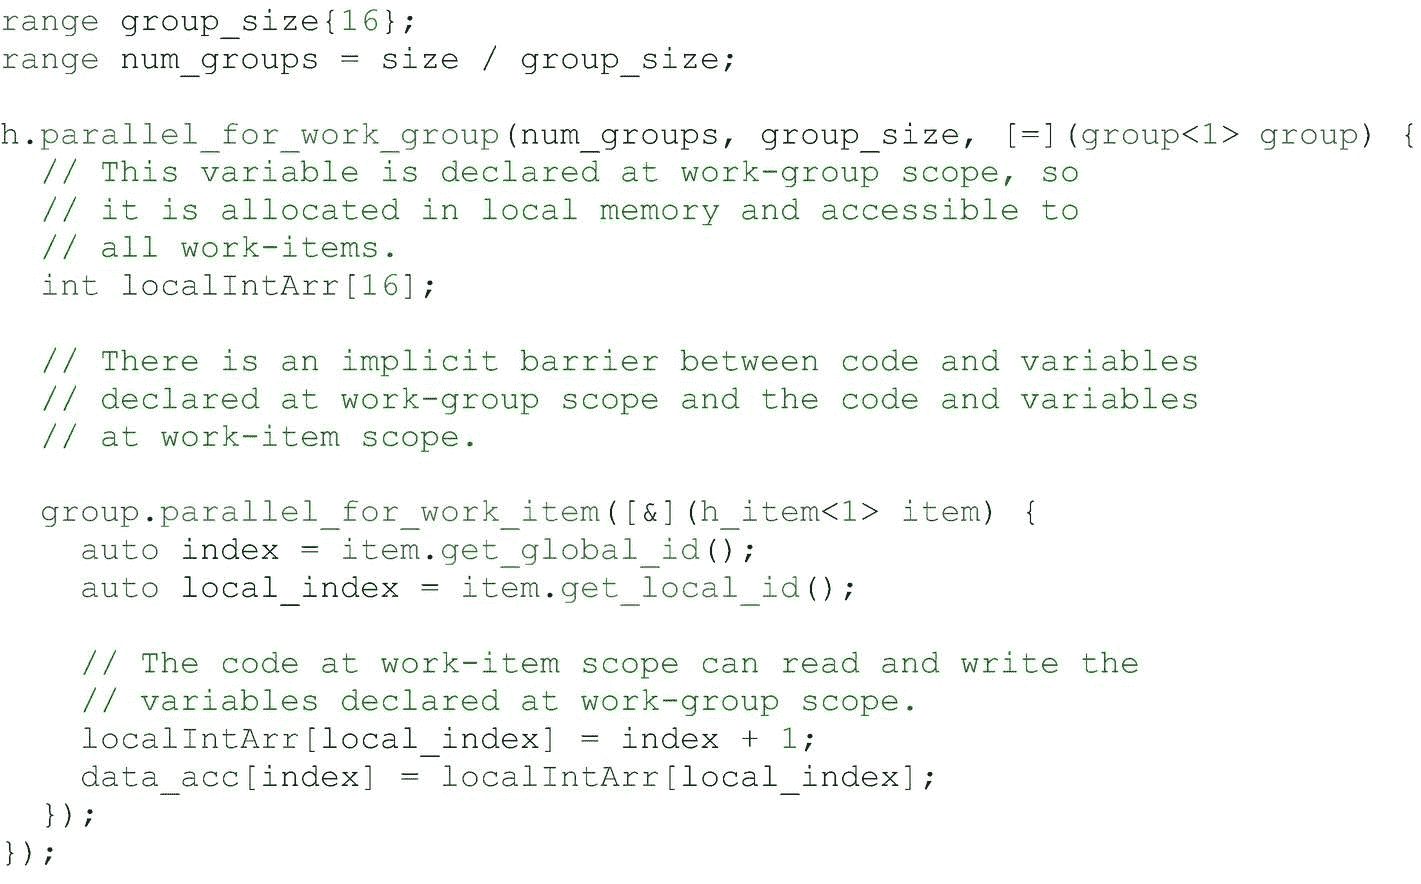 range group_size{16};
range num_groups = size / group_size;

h.parallel_for_work_group(num_groups, group_size, [=](group<1> group) {
  // This variable is declared at work-group scope, so
  // it is allocated in local memory and accessible to
  // all work-items.
  int localIntArr[16];

  // There is an implicit barrier between code and variables
  // declared at work-group scope and the code and variables
  // at work-item scope.

  group.parallel_for_work_item([&](h_item<1> item) {
    auto index = item.get_global_id();
    auto local_index = item.get_local_id();

    // The code at work-item scope can read and write the
    // variables declared at work-group scope.
    localIntArr[local_index] = index + 1;
    data_acc[index] = localIntArr[local_index];
  });
});